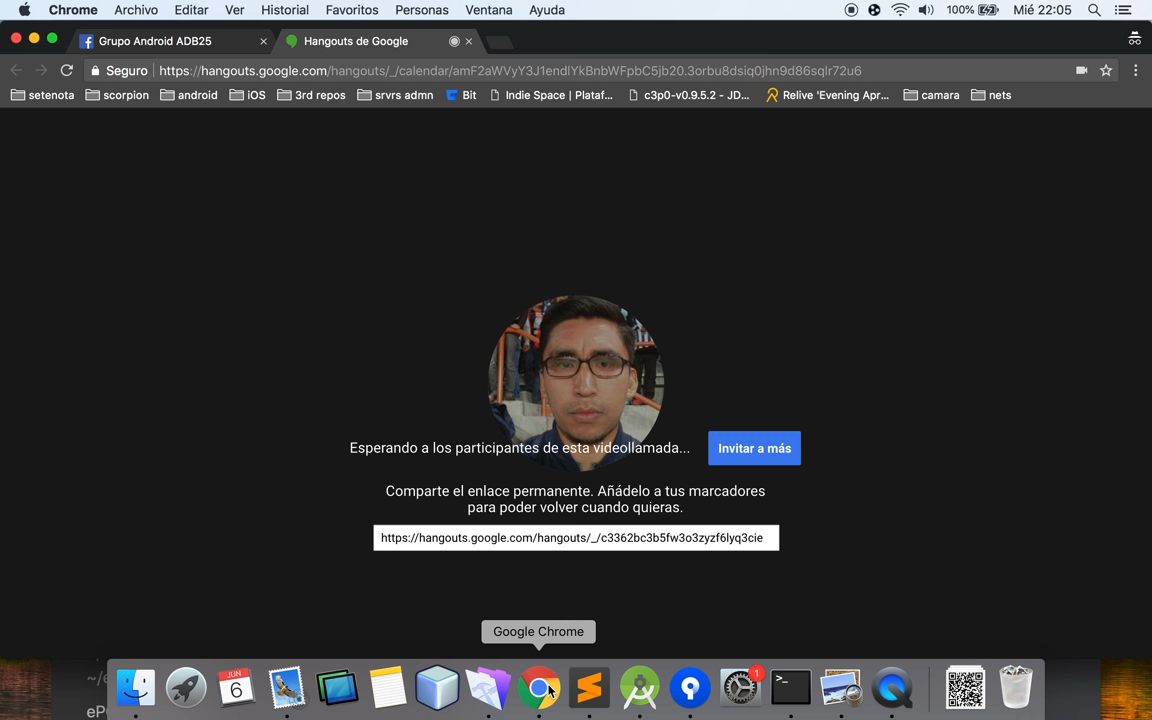 Chrome Archivo Editar Ver Historial Favoritos Personas Ventana Ayuda 100% Mié 22:05
Grupo Android ADB25 Hangouts de Google
Seguro https://hangouts.google.com/hangouts/_/calendar/amF2aWVyY3J1endlYkBnbWFpbC5jb20.3orbu8dsiq0jhn9d86sqlr72u6
setenota scorpion android iOS 3rd repos srvrs admn Bit Indie Space | Plataf... c3p0-v0.9.5.2 - JD... Relive 'Evening Apr... camara nets
Esperando a los participantes de esta videollamada... Invitar a más
Comparte el enlace permanente. Añádelo a tus marcadores
para poder volver cuando quieras.
https://hangouts.google.com/hangouts/_/c3362bc3b5fw3o3zyzf6lyq3cie
Google Chrome
JUN
6
1
>_